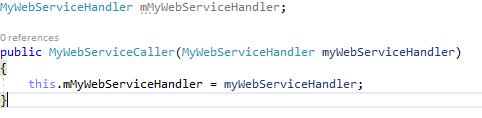 MyWebServiceHandler mMyWebServiceHandler;
0 references
public MyWebServiceCaller(MyWebServiceHandler myWebServiceHandler)
{
this.mMyWebServiceHandler = myWebServiceHandler;
}